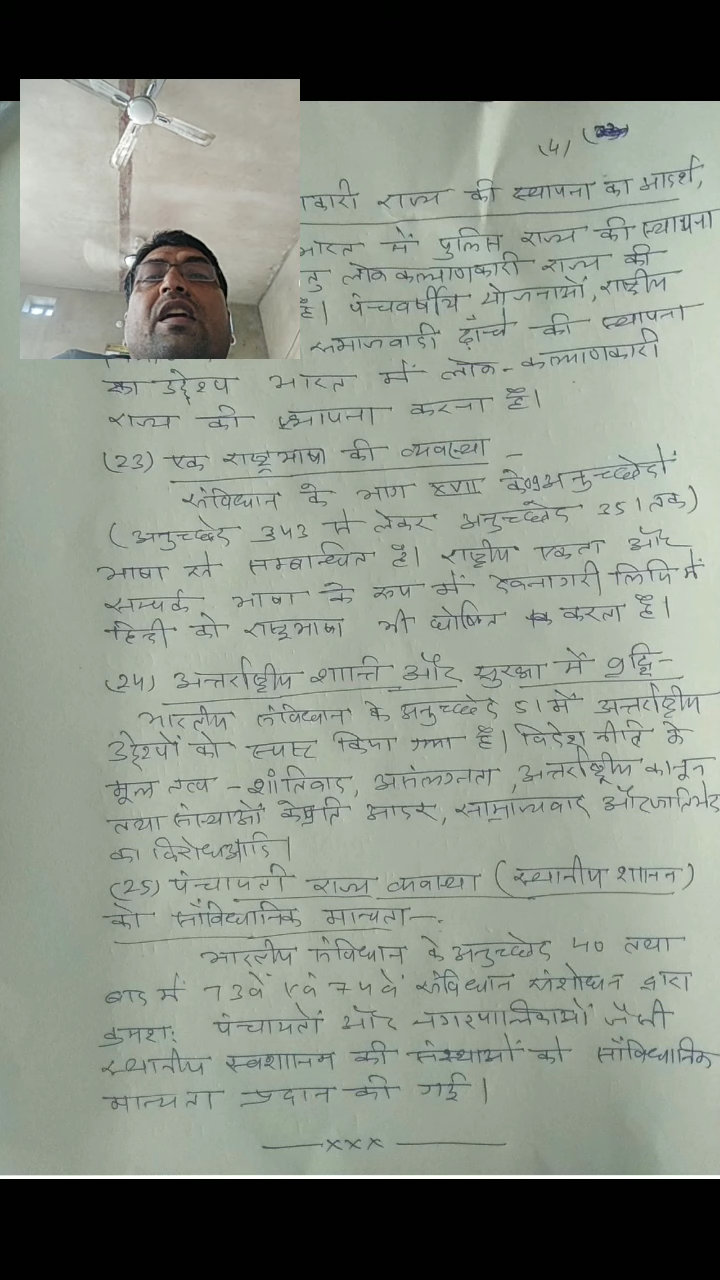 (4)
कारी राज्य की स्थापना का आदर्श,
भारत में पुलिस राज्य की स्थापना
तु लोक कल्याणकारी राज्य की
है। पंचवर्षीय योजनाओं, राष्ट्रीय
समाजवादी ढाँचे की स्थापना
का उद्देश्य भारत में लोक-कल्याणकारी
राज्य की स्थापना करना है।
(23) एक राष्ट्रभाषा की व्यवस्था -
संविधान के भाग XVII के 09 अनुच्छेदों
(अनुच्छेद 343 से लेकर अनुच्छेद 351 तक)
भाषा से सम्बान्धित है। राष्ट्रीय एकता और
सम्पर्क भाषा के रूप में देवनागरी लिपि में
हिन्दी को राष्ट्रभाषा भी घोषित करता है।
(24) अन्तर्राष्ट्रीय शान्ति और सुरक्षा में वृद्धि -
भारतीय संविधान के अनुच्छेद 51 में अन्तर्राष्ट्रीय
उद्देश्यों को स्पष्ट किया गया है। विदेश नीति के
मूल तत्व - शांतिवाद, असंलग्नता, अन्तर्राष्ट्रीय कानून
तथा संस्थाओं के प्रति आदर, साम्राज्यवाद और जातिभेद
का विरोध आदि।
(25) पंचायती राज्य व्यवस्था (स्थानीय शासन)
को साँविधानिक मान्यता -
भारतीय संविधान के अनुच्छेद 40 तथा
बाद में 73वें एवं 74वें संविधान संशोधन द्वारा
क्रमशः पंचायतों और नगरपालिकाओं जैसी
स्थानीय स्वशासन की संस्थाओं को साँविधानिक
मान्यता प्रदान की गई।
xxx